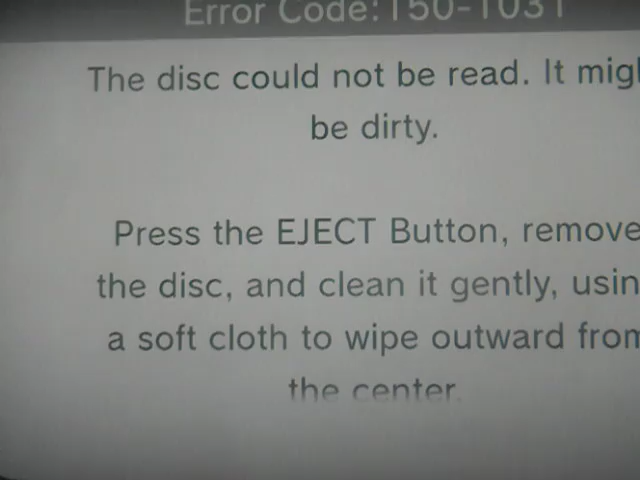 Error Code: 150-1031
The disc could not be read. It migh
be dirty.
Press the EJECT Button, remove
the disc, and clean it gently, usin
a soft cloth to wipe outward from
the center.